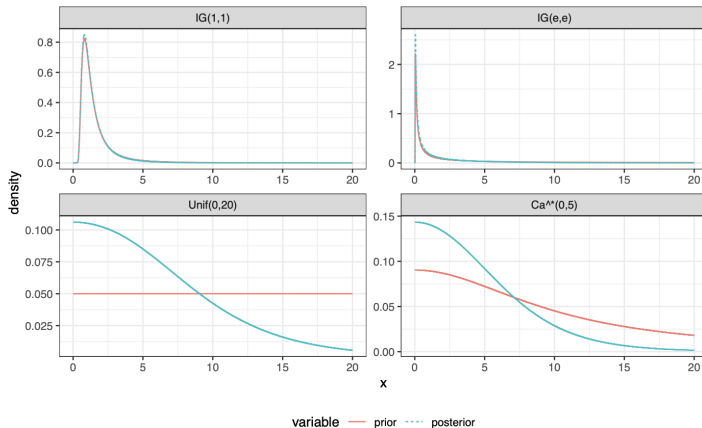 IG(1,1)
IG(e,e)
density
0.8
0.6
0.4
0.2
0.0
0 5 10 15 20
2
1
0
0 5 10 15 20
Unif(0,20)
Ca^*(0,5)
0.100
0.075
0.050
0.025
0 5 10 15 20
0.15
0.10
0.05
0.00
0 5 10 15 20
x
variable prior posterior